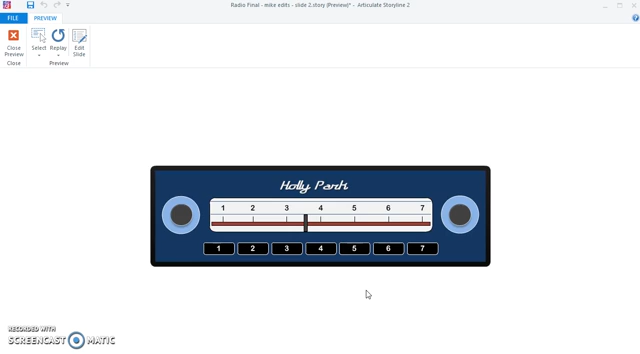 Radio Final - mike edits - slide 2.story (Preview)* - Articulate Storyline 2
FILE PREVIEW
Close Preview Select Replay Edit Slide
Close Preview
Holly Park
1 2 3 4 5 6 7
1 2 3 4 5 6 7
RECORDED WITH
SCREENCAST MATIC